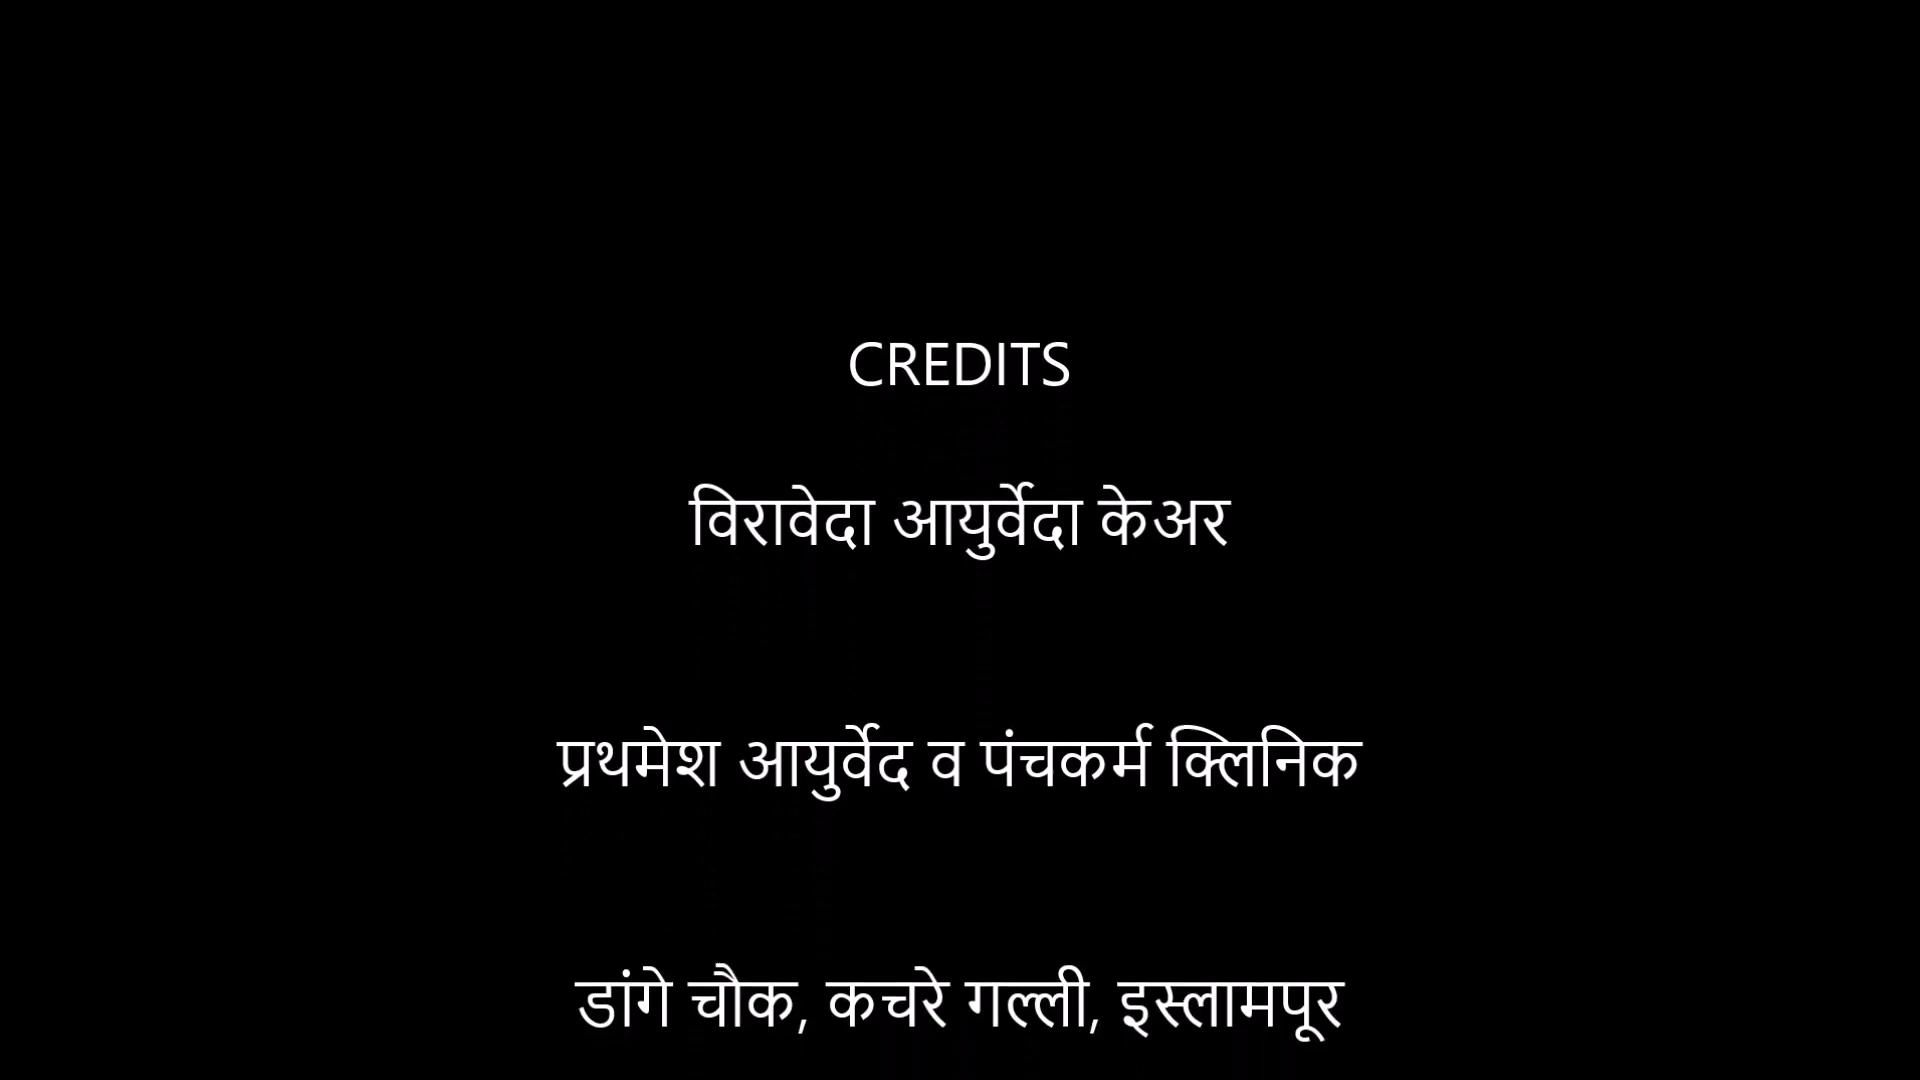 CREDITS
विरावेदा आयुर्वेदा केअर
प्रथमेश आयुर्वेद व पंचकर्म क्लिनिक
डांगे चौक, कचरे गल्ली, इस्लामपूर